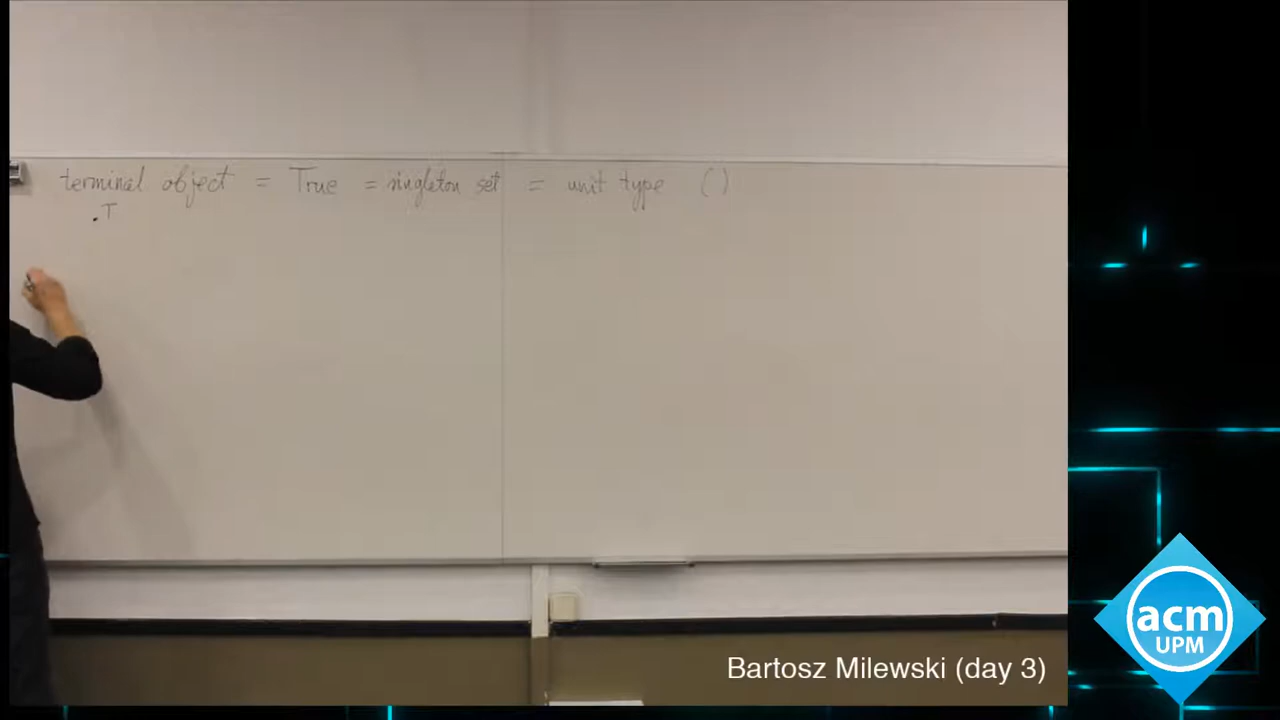 terminal object = True = singleton set = unit type ()
. T
Bartosz Milewski (day 3)
acm
UPM